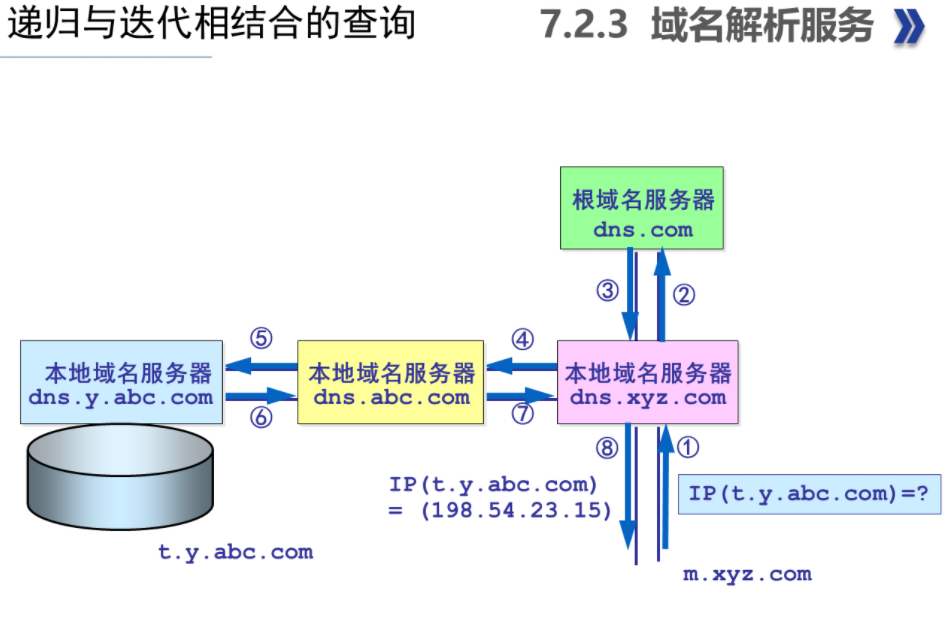 递归与迭代相结合的查询
7.2.3 域名解析服务
根域名服务器
dns.com
③
②
⑤
④
本地域名服务器
dns.y.abc.com
本地域名服务器
dns.abc.com
本地域名服务器
dns.xyz.com
⑥
⑦
⑧
①
IP(t.y.abc.com)
= (198.54.23.15)
IP(t.y.abc.com)=?
t.y.abc.com
m.xyz.com